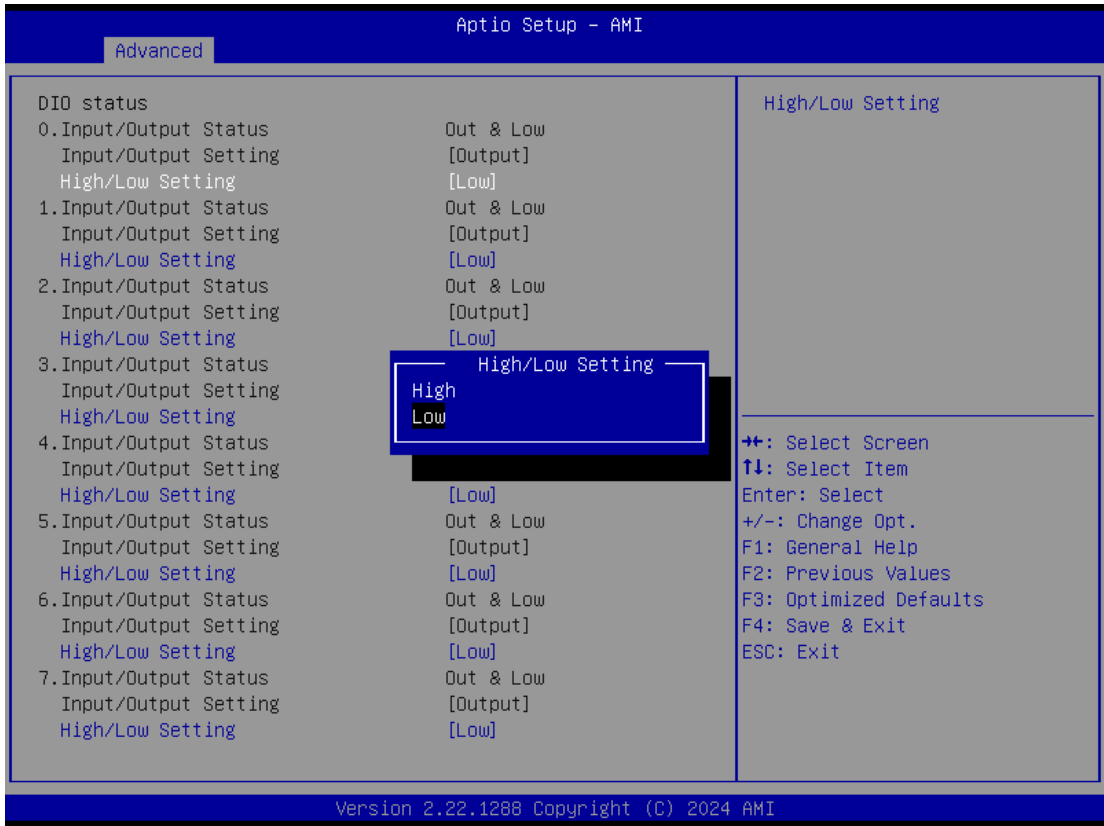 Aptio Setup - AMI
Advanced
DIO status
0.Input/Output Status Out & Low
Input/Output Setting [Output]
High/Low Setting [Low]
1.Input/Output Status Out & Low
Input/Output Setting [Output]
High/Low Setting [Low]
2.Input/Output Status Out & Low
Input/Output Setting [Output]
High/Low Setting [Low]
3.Input/Output Status
Input/Output Setting
High/Low Setting
4.Input/Output Status
Input/Output Setting
High/Low Setting [Low]
5.Input/Output Status Out & Low
Input/Output Setting [Output]
High/Low Setting [Low]
6.Input/Output Status Out & Low
Input/Output Setting [Output]
High/Low Setting [Low]
7.Input/Output Status Out & Low
Input/Output Setting [Output]
High/Low Setting [Low]
High/Low Setting
High
Low
High/Low Setting
→←: Select Screen
↑↓: Select Item
Enter: Select
+/-: Change Opt.
F1: General Help
F2: Previous Values
F3: Optimized Defaults
F4: Save & Exit
ESC: Exit
Version 2.22.1288 Copyright (C) 2024 AMI